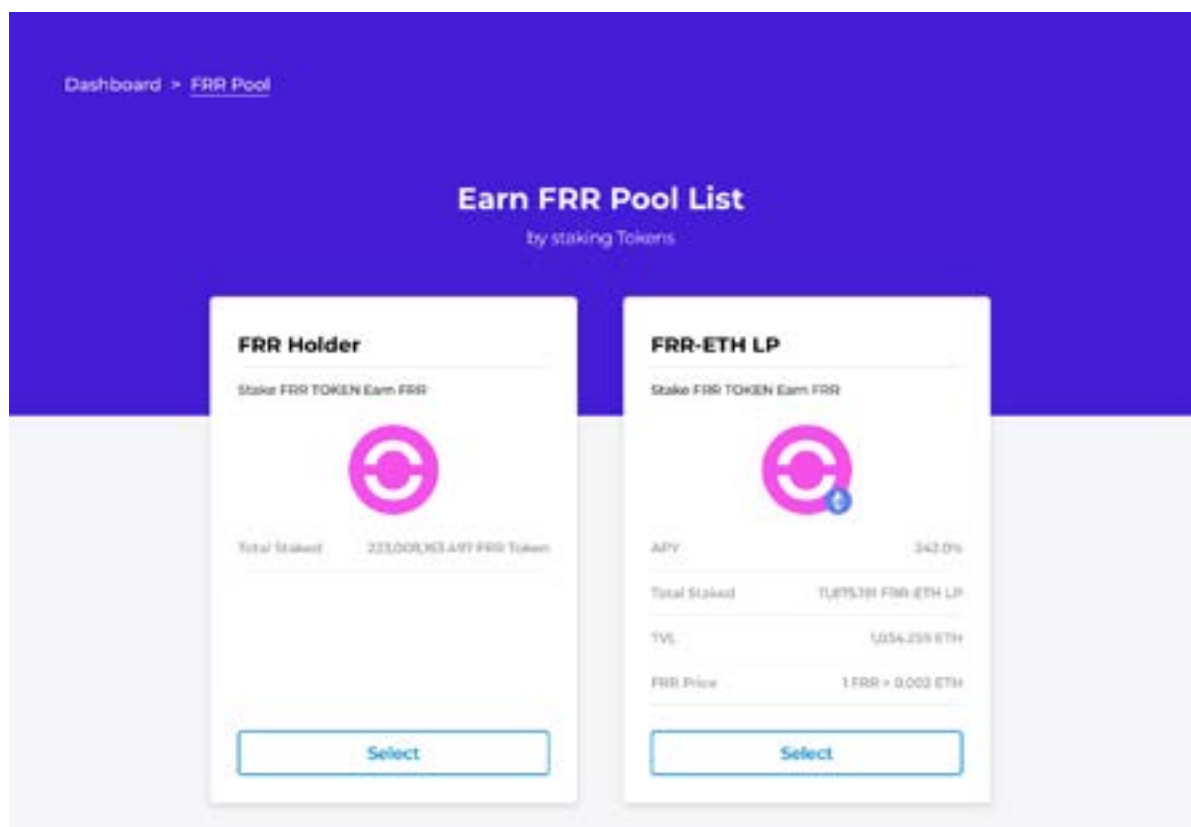 Dashboard > FRR Pool
Earn FRR Pool List
by staking Tokens
FRR Holder
Stake FRR TOKEN Earn FRR
Total Staked FRR Token
Select
FRR-ETH LP
Stake FRR TOKEN Earn FRR
APY 242.0%
Total Staked FRR-ETH LP
TVL ETH
FRR Price 1 FRR = 0.002 ETH
Select